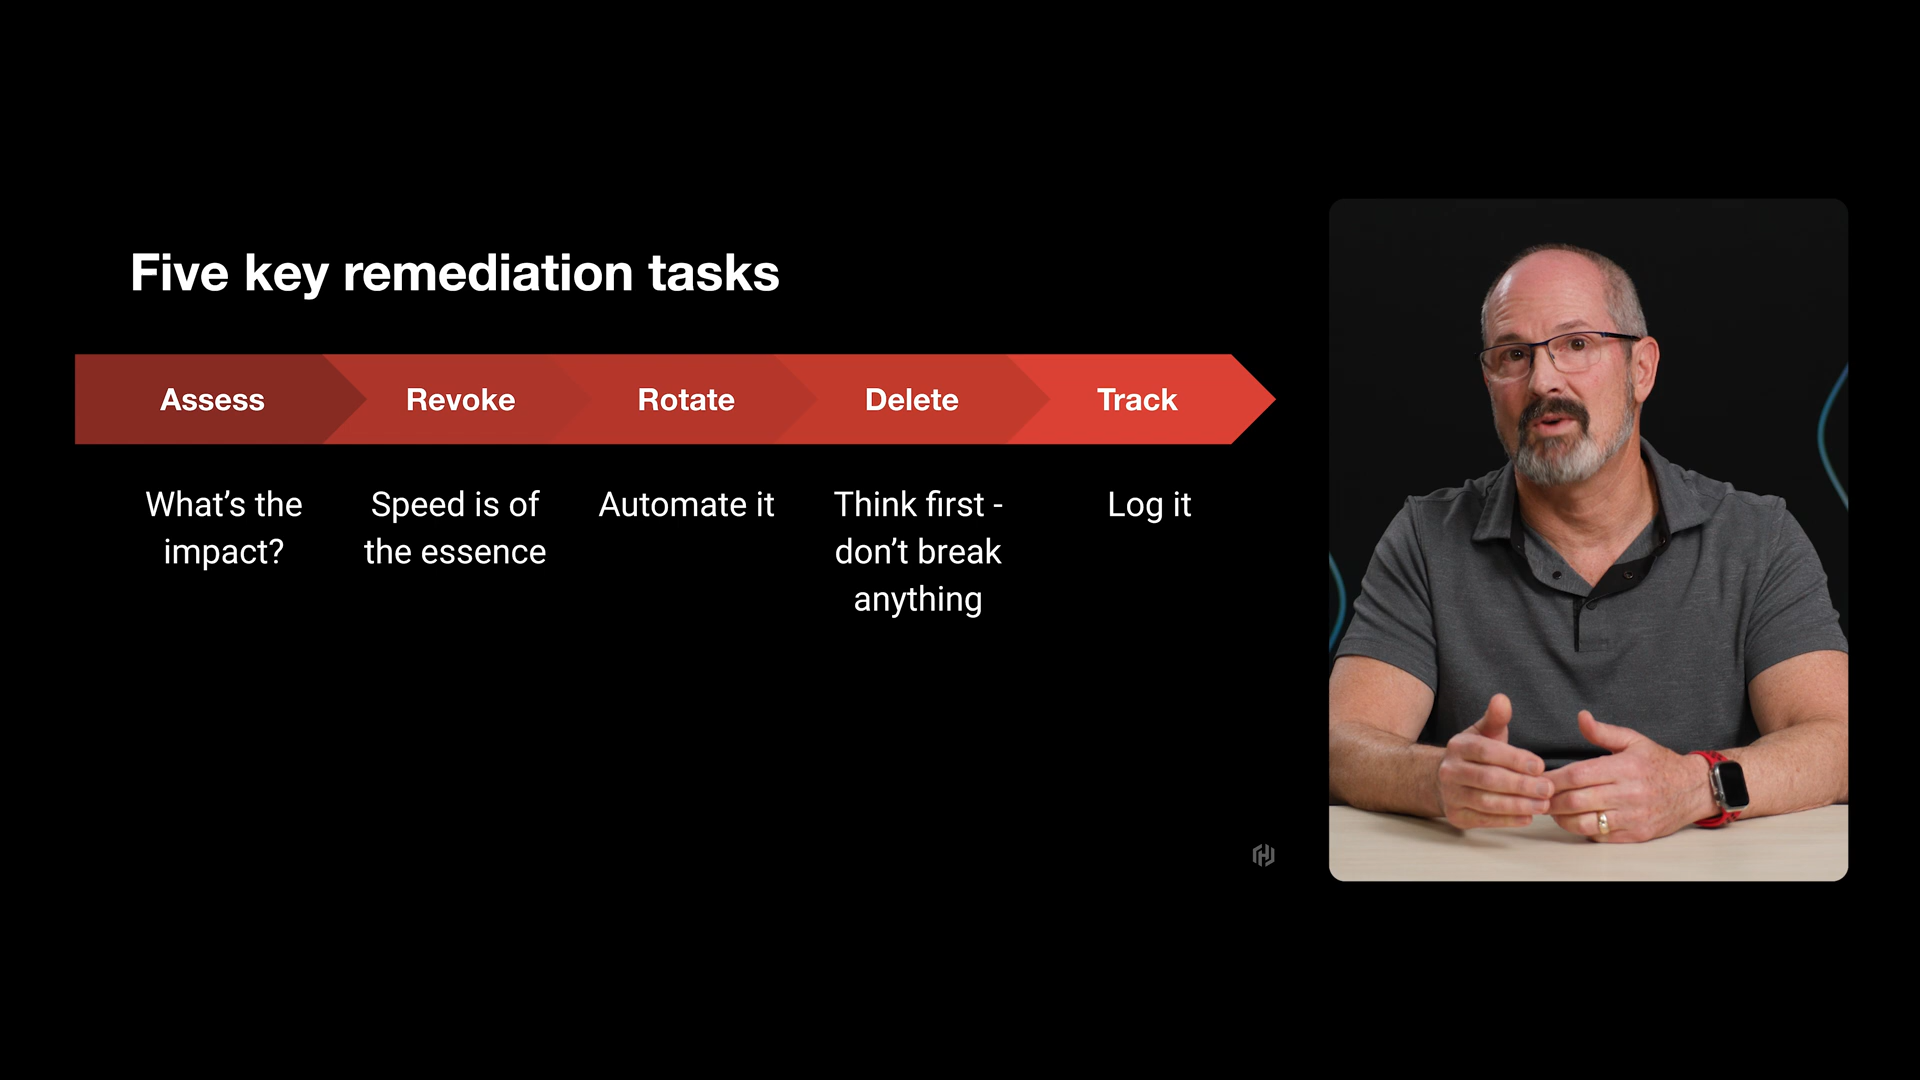 Five key remediation tasks
Assess
Revoke
Rotate
Delete
Track
What’s the
impact?
Speed is of
the essence
Automate it
Think first -
don’t break
anything
Log it